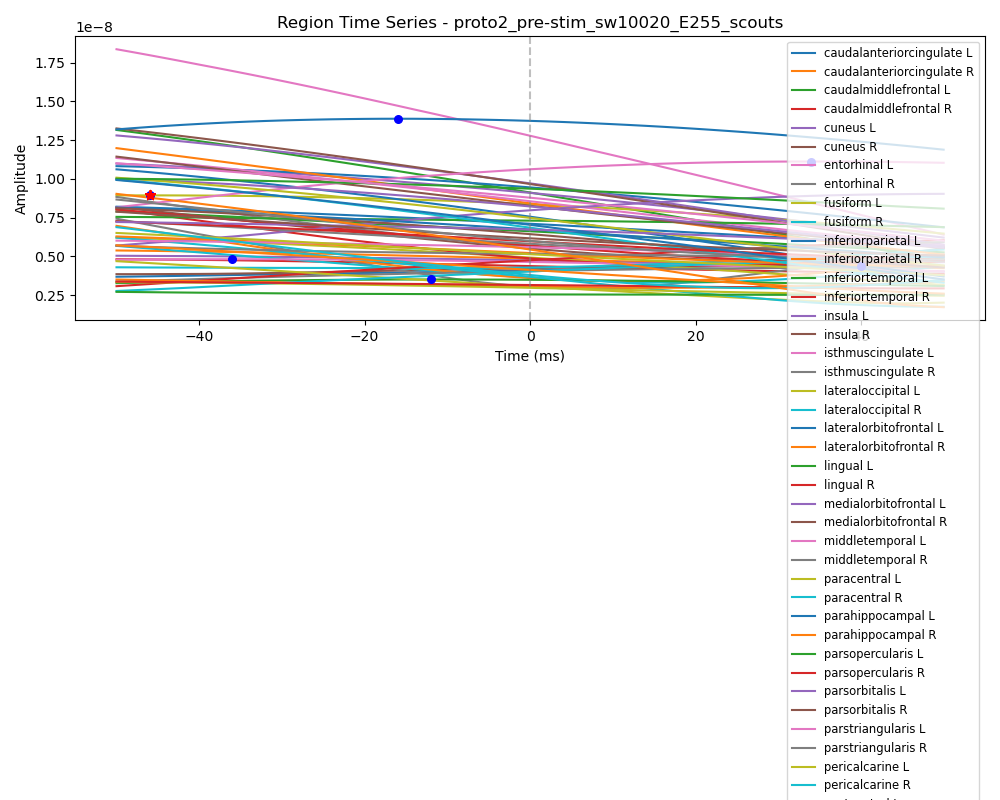 Region Time Series - proto2_pre-stim_sw10020_E255_scouts
1e−8
1.75
1.50
1.25
1.00
0.75
0.50
0.25
Amplitude
−40
−20
0
20
Time (ms)
caudalanteriorcingulate L
caudalanteriorcingulate R
caudalmiddlefrontal L
caudalmiddlefrontal R
cuneus L
cuneus R
entorhinal L
entorhinal R
fusiform L
fusiform R
inferiorparietal L
inferiorparietal R
inferiortemporal L
inferiortemporal R
insula L
insula R
isthmuscingulate L
isthmuscingulate R
lateraloccipital L
lateraloccipital R
lateralorbitofrontal L
lateralorbitofrontal R
lingual L
lingual R
medialorbitofrontal L
medialorbitofrontal R
middletemporal L
middletemporal R
paracentral L
paracentral R
parahippocampal L
parahippocampal R
parsopercularis L
parsopercularis R
parsorbitalis L
parsorbitalis R
parstriangularis L
parstriangularis R
pericalcarine L
pericalcarine R